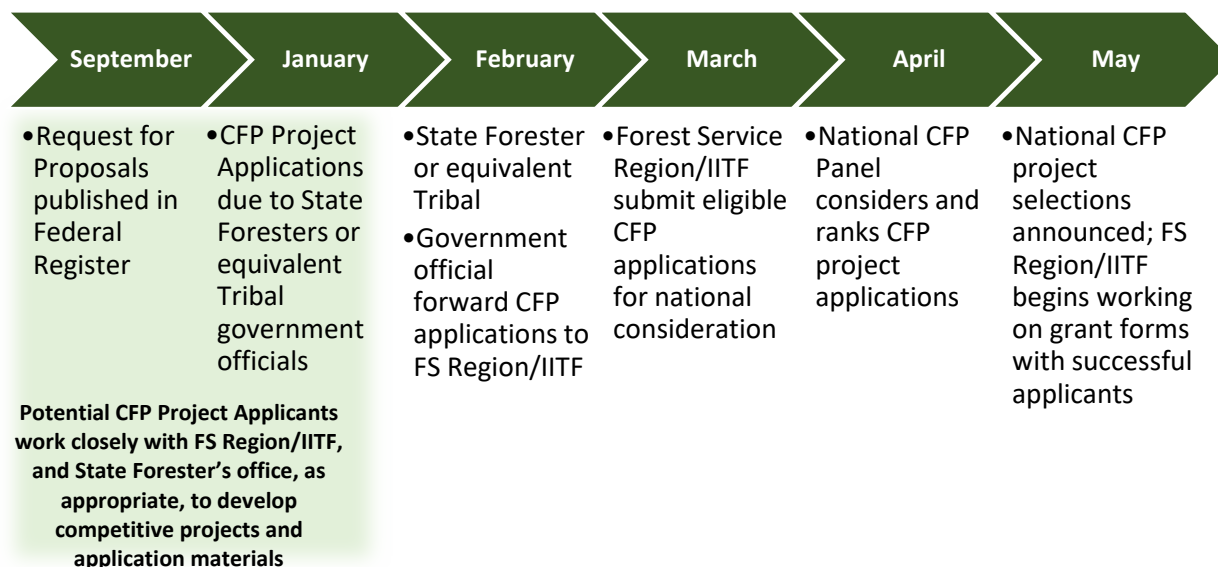 September
January
February
March
April
May
•Request for
Proposals
published in
Federal
Register
•CFP Project
Applications
due to State
Foresters or
equivalent
Tribal
government
officials
Potential CFP Project Applicants
work closely with FS Region/IITF,
and State Forester’s office, as
appropriate, to develop
competitive projects and
application materials
•State Forester
or equivalent
Tribal
•Government
official
forward CFP
applications to
FS Region/IITF
•Forest Service
Region/IITF
submit eligible
CFP
applications
for national
consideration
•National CFP
Panel
considers and
ranks CFP
project
applications
•National CFP
project
selections
announced; FS
Region/IITF
begins working
on grant forms
with successful
applicants